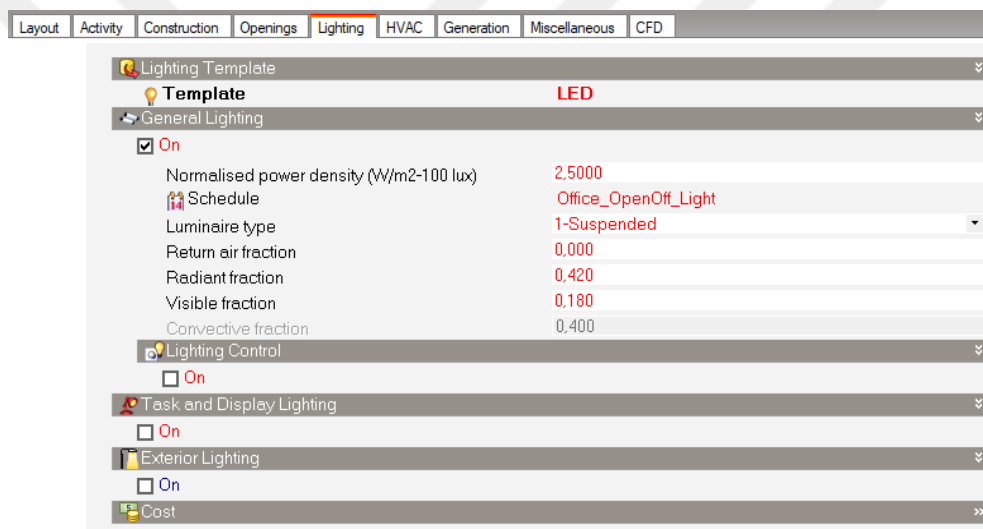 Layout Activity Construction Openings Lighting HVAC Generation Miscellaneous CFD
Lighting Template
Template LED
General Lighting
On
Normalised power density (W/m2-100 lux) 2,5000
14 Schedule Office_OpenOff_Light
Luminaire type 1-Suspended
Return air fraction 0,000
Radiant fraction 0,420
Visible fraction 0,180
Convective fraction 0,400
Lighting Control
On
Task and Display Lighting
On
Exterior Lighting
On
Cost